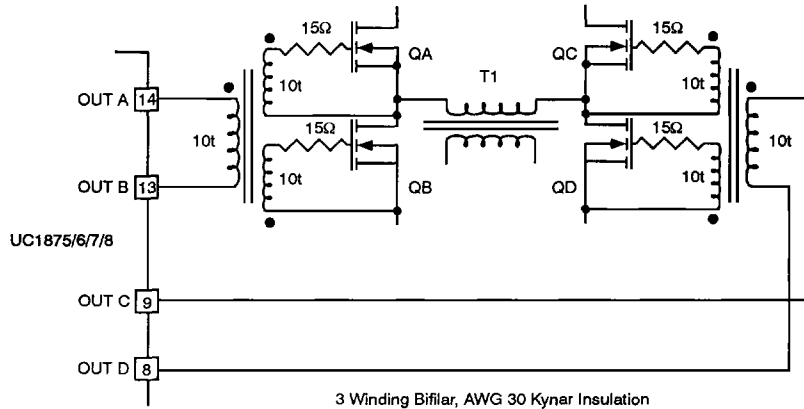 15Ω
QA
QC
15Ω
T1
OUT A 14
10t
10t
15Ω
15Ω
10t
10t
10t
10t
OUT B 13
QB
QD
UC1875/6/7/8
OUT C 9
OUT D 8
3 Winding Bifilar, AWG 30 Kynar Insulation